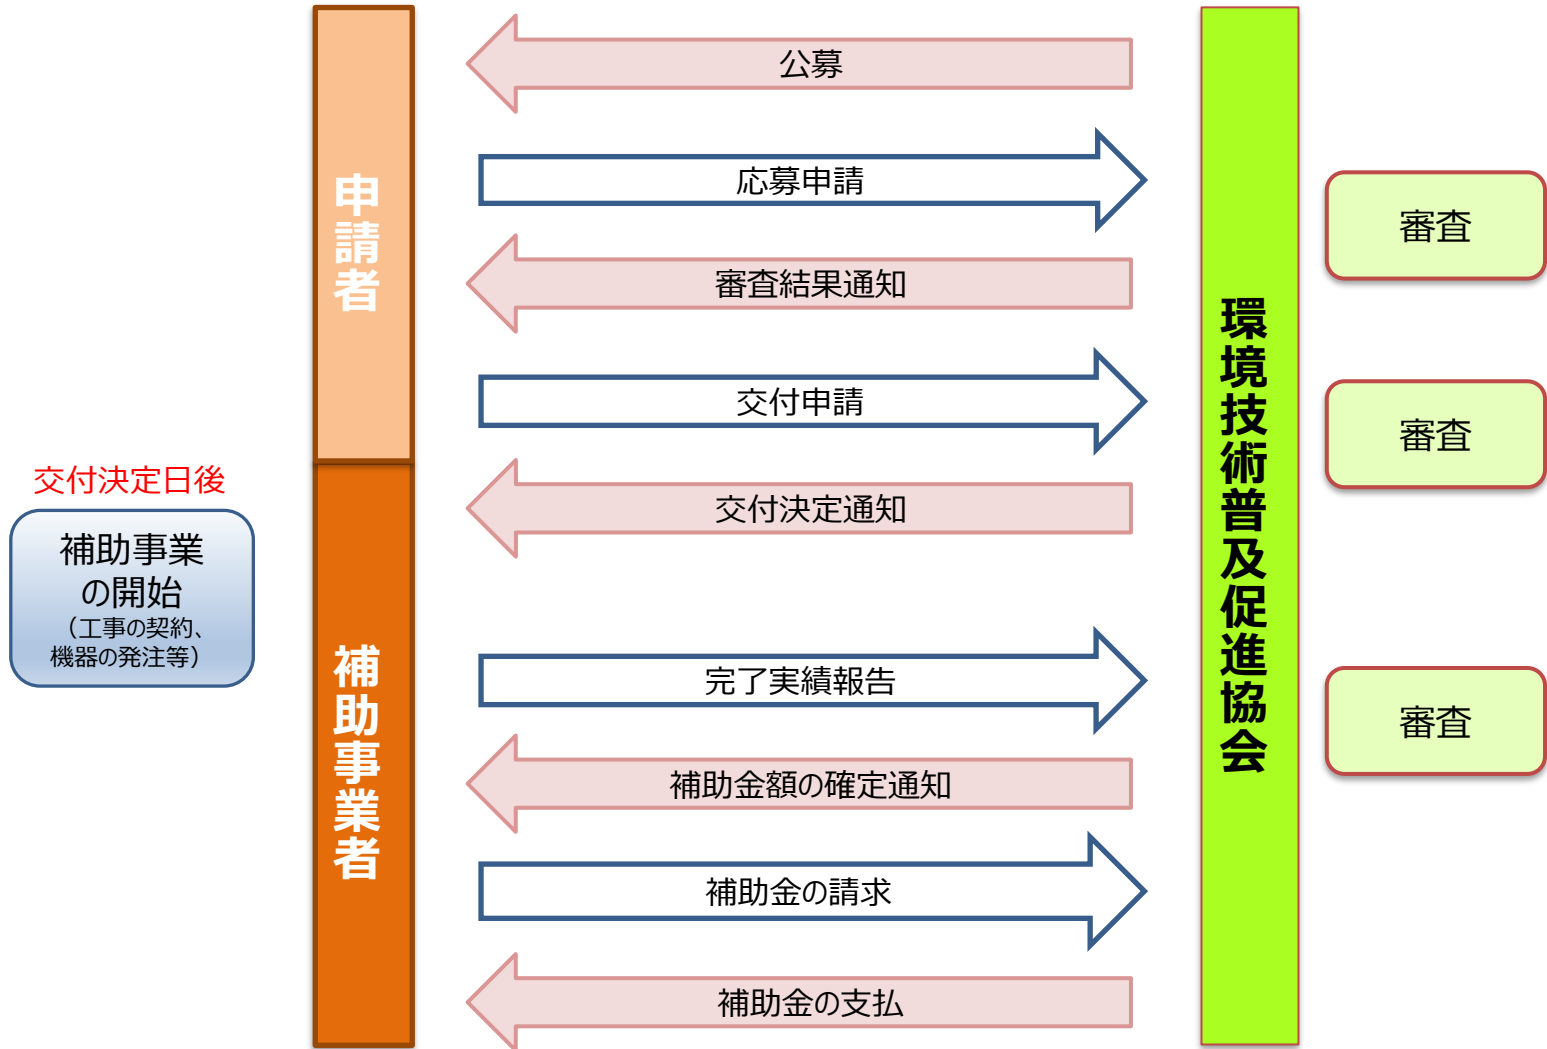 公募
応募申請
審査
申請者
審査結果通知
交付申請
審査
環境技術普及促進協会
交付決定日後
交付決定通知
補助事業
の開始
（工事の契約、
機器の発注等）
補助事業者
完了実績報告
審査
補助金額の確定通知
補助金の請求
補助金の支払